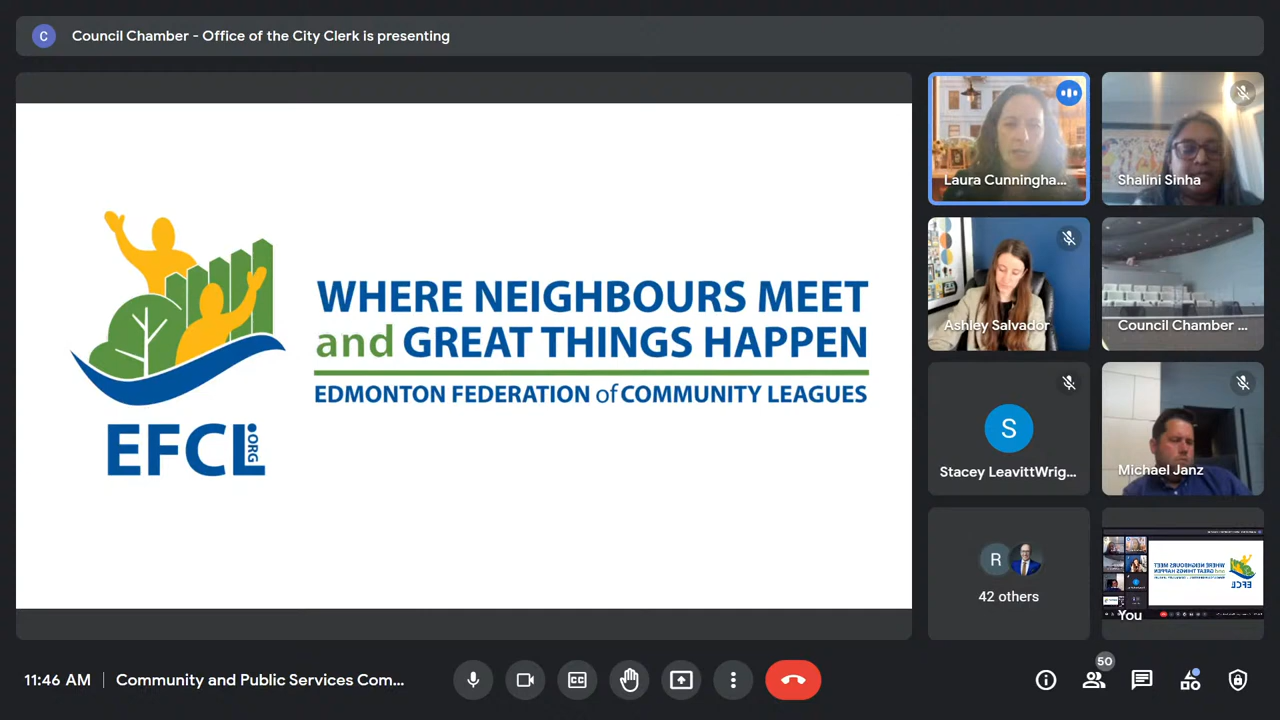 C
Council Chamber - Office of the City Clerk is presenting
WHERE NEIGHBOURS MEET
and GREAT THINGS HAPPEN
EDMONTON FEDERATION of COMMUNITY LEAGUES
EFCL.ORG
Laura Cunningha...
Shalini Sinha
Ashley Salvador
Council Chamber ...
S
Stacey LeavittWrig...
Michael Janz
R
42 others
You
11:46 AM
Community and Public Services Com...
CC
50